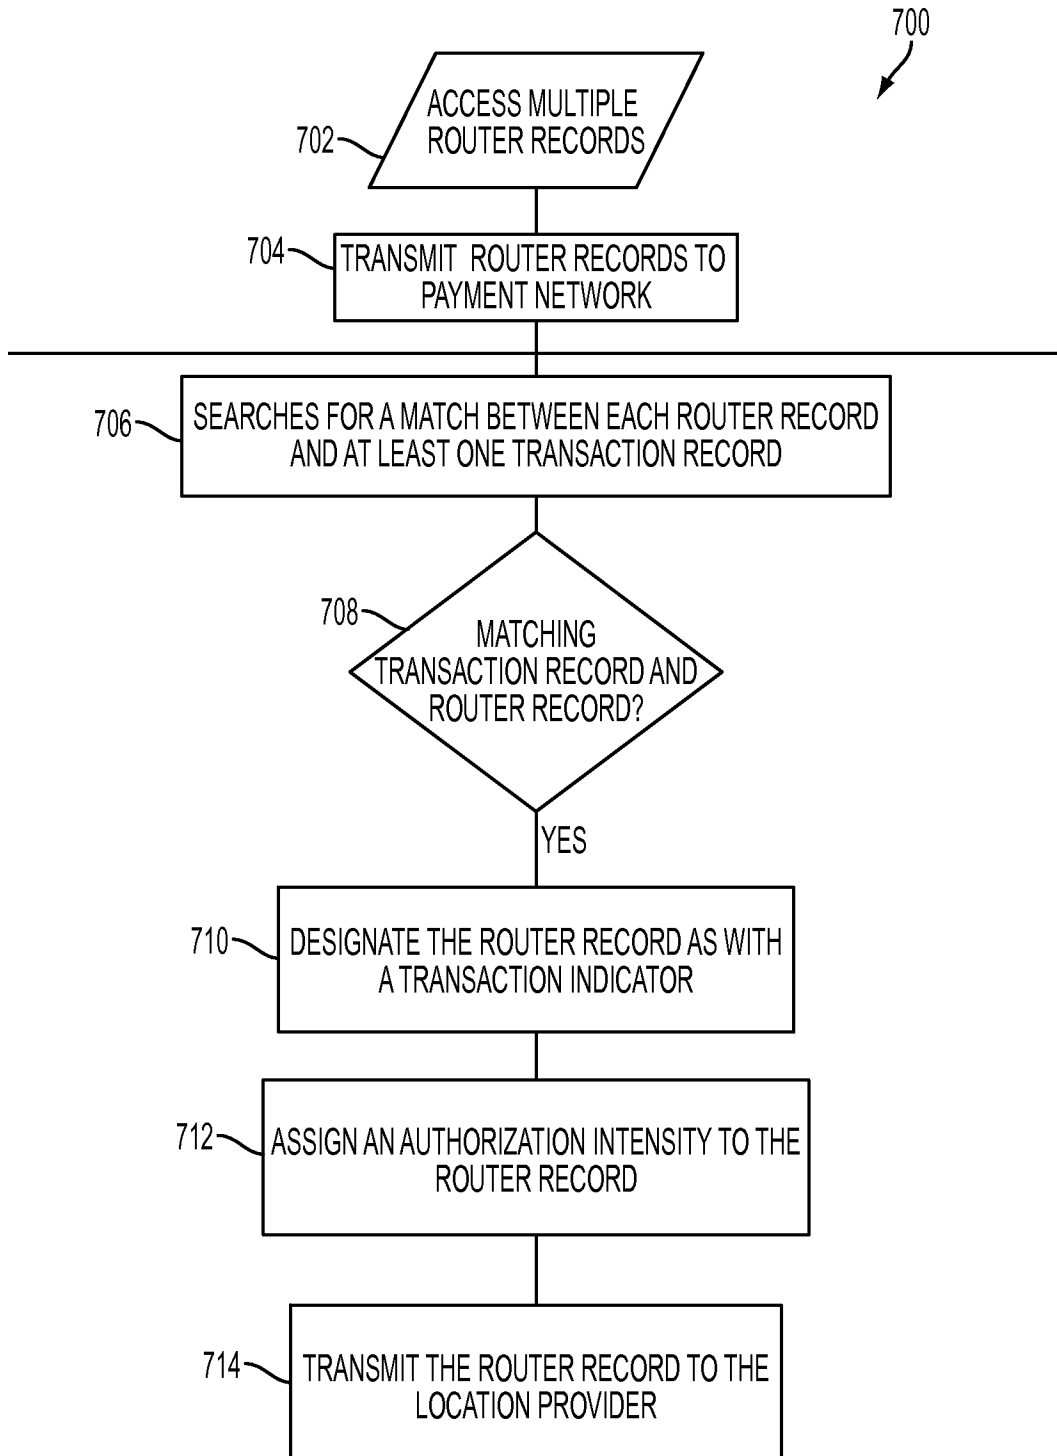 700
ACCESS MULTIPLE
ROUTER RECORDS
702
704
TRANSMIT ROUTER RECORDS TO
PAYMENT NETWORK
706
SEARCHES FOR A MATCH BETWEEN EACH ROUTER RECORD
AND AT LEAST ONE TRANSACTION RECORD
708
MATCHING
TRANSACTION RECORD AND
ROUTER RECORD?
YES
710
DESIGNATE THE ROUTER RECORD AS WITH
A TRANSACTION INDICATOR
712
ASSIGN AN AUTHORIZATION INTENSITY TO THE
ROUTER RECORD
714
TRANSMIT THE ROUTER RECORD TO THE
LOCATION PROVIDER